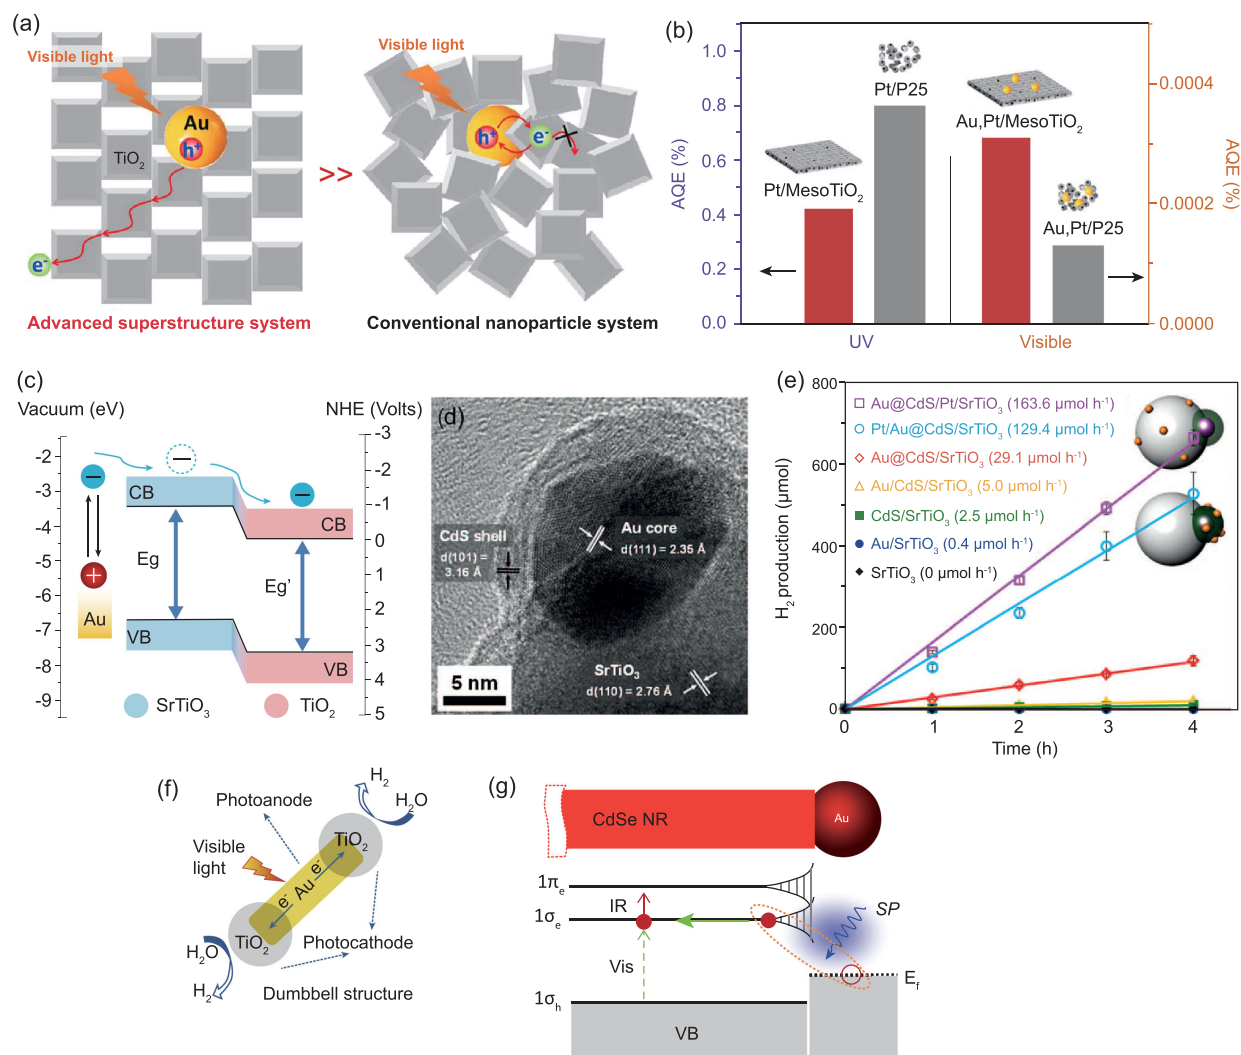 (a)
Visible light
Au
h⁺
TiO₂
e⁻
>>
Visible light
h⁺
e⁻
Advanced superstructure system
Conventional nanoparticle system
(b)
AQE (%)
1.0
0.8
0.6
0.4
0.2
0.0
Pt/P25
Pt/MesoTiO₂
Au,Pt/MesoTiO₂
Au,Pt/P25
UV
Visible
0.0004
0.0002
0.0000
AQE (%)
(c)
Vacuum (eV)
NHE (Volts)
-2
-3
-4
-5
-6
-7
-8
-9
-3
-2
-1
0
1
2
3
4
5
CB
CB
Eg
Eg'
Au
VB
VB
SrTiO₃
TiO₂
(d)
CdS shell
d(101) =
3.16 Å
Au core
d(111) = 2.35 Å
SrTiO₃
d(110) = 2.76 Å
5 nm
(e)
H₂ production (µmol)
800
600
400
200
0
Au@CdS/Pt/SrTiO₃ (163.6 µmol h⁻¹)
Pt/Au@CdS/SrTiO₃ (129.4 µmol h⁻¹)
Au@CdS/SrTiO₃ (29.1 µmol h⁻¹)
Au/CdS/SrTiO₃ (5.0 µmol h⁻¹)
CdS/SrTiO₃ (2.5 µmol h⁻¹)
Au/SrTiO₃ (0.4 µmol h⁻¹)
SrTiO₃ (0 µmol h⁻¹)
0
1
2
3
4
Time (h)
(f)
H₂
H₂O
Photoanode
TiO₂
Visible
light
e⁻ Au e⁻
TiO₂
Photocathode
H₂O
H₂
Dumbbell structure
(g)
CdSe NR
Au
1πₑ
IR
1σₑ
SP
Vis
E_f
1σₕ
VB